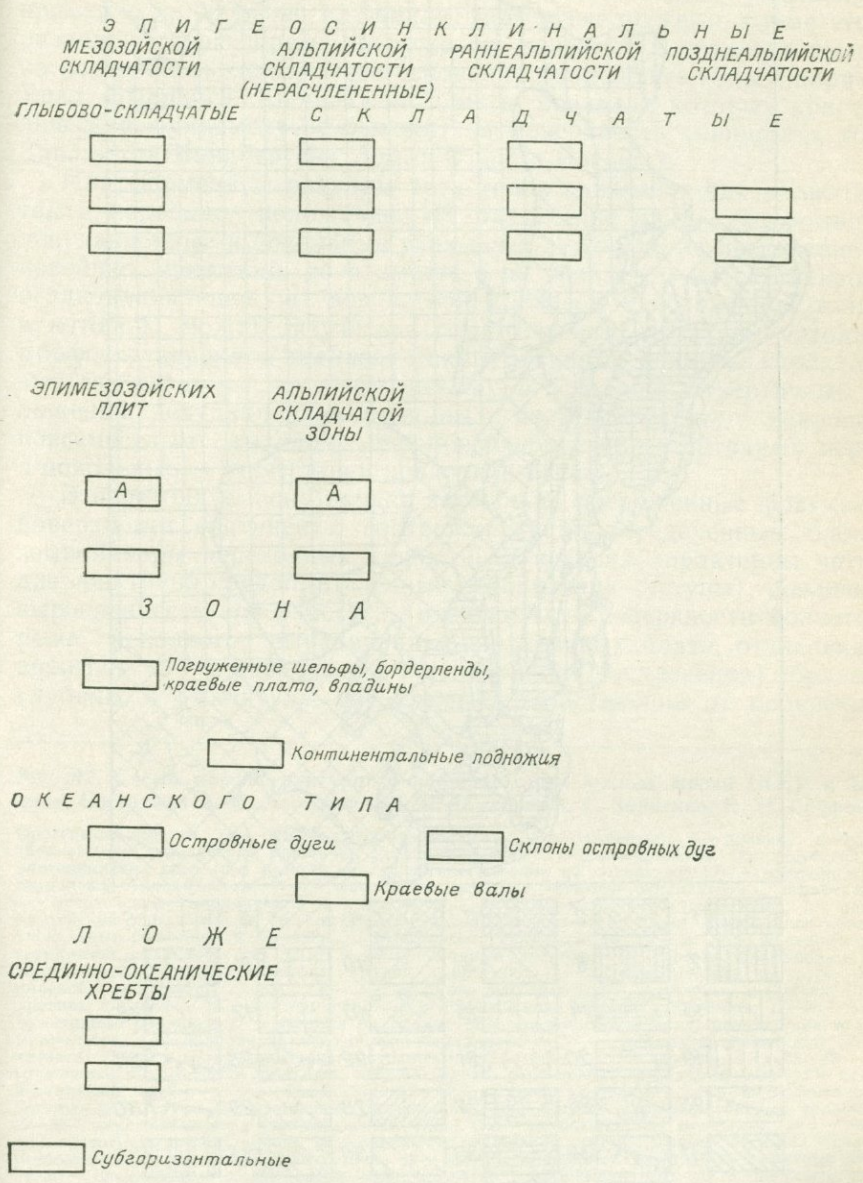 ЭПИГЕОСИНКЛИНАЛЬНЫЕ
МЕЗОЗОЙСКОЙ
СКЛАДЧАТОСТИ
АЛЬПИЙСКОЙ
СКЛАДЧАТОСТИ
(НЕРАСЧЛЕНЕННЫЕ)
РАННЕАЛЬПИЙСКОЙ
СКЛАДЧАТОСТИ
ПОЗДНЕАЛЬПИЙСКОЙ
СКЛАДЧАТОСТИ
ГЛЫБОВО-СКЛАДЧАТЫЕ
СКЛАДЧАТЫЕ
ЭПИМЕЗОЗОЙСКИХ
ПЛИТ
АЛЬПИЙСКОЙ
СКЛАДЧАТОЙ
ЗОНЫ
А
А
ЗОНА
Погруженные шельфы, бордерленды,
краевые плато, впадины
Континентальные подножия
ОКЕАНСКОГО ТИПА
Островные дуги
Склоны островных дуг
Краевые валы
ЛОЖЕ
СРЕДИННО-ОКЕАНИЧЕСКИЕ
ХРЕБТЫ
Субгоризонтальные